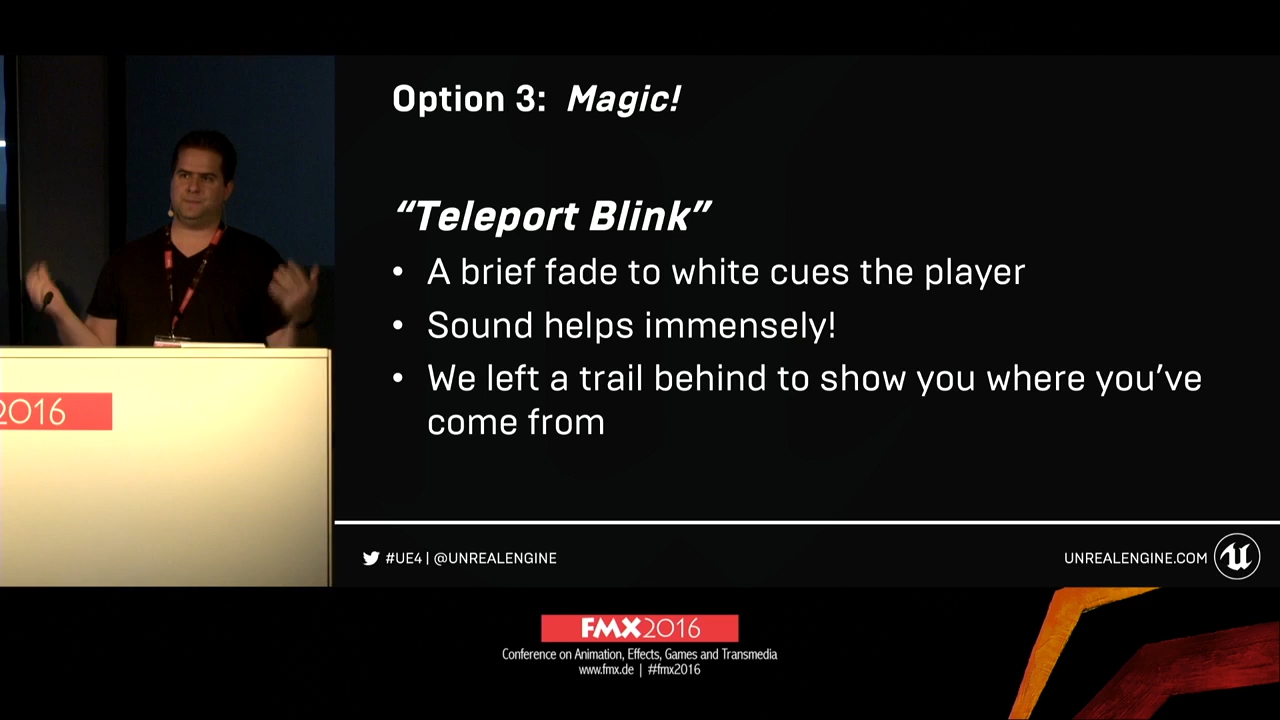 Option 3: Magic!
“Teleport Blink”
• A brief fade to white cues the player
• Sound helps immensely!
• We left a trail behind to show you where you’ve
come from
2016
#UE4 | @UNREALENGINE
UNREALENGINE.COM
FMX2016
Conference on Animation, Effects, Games and Transmedia
www.fmx.de | #fmx2016